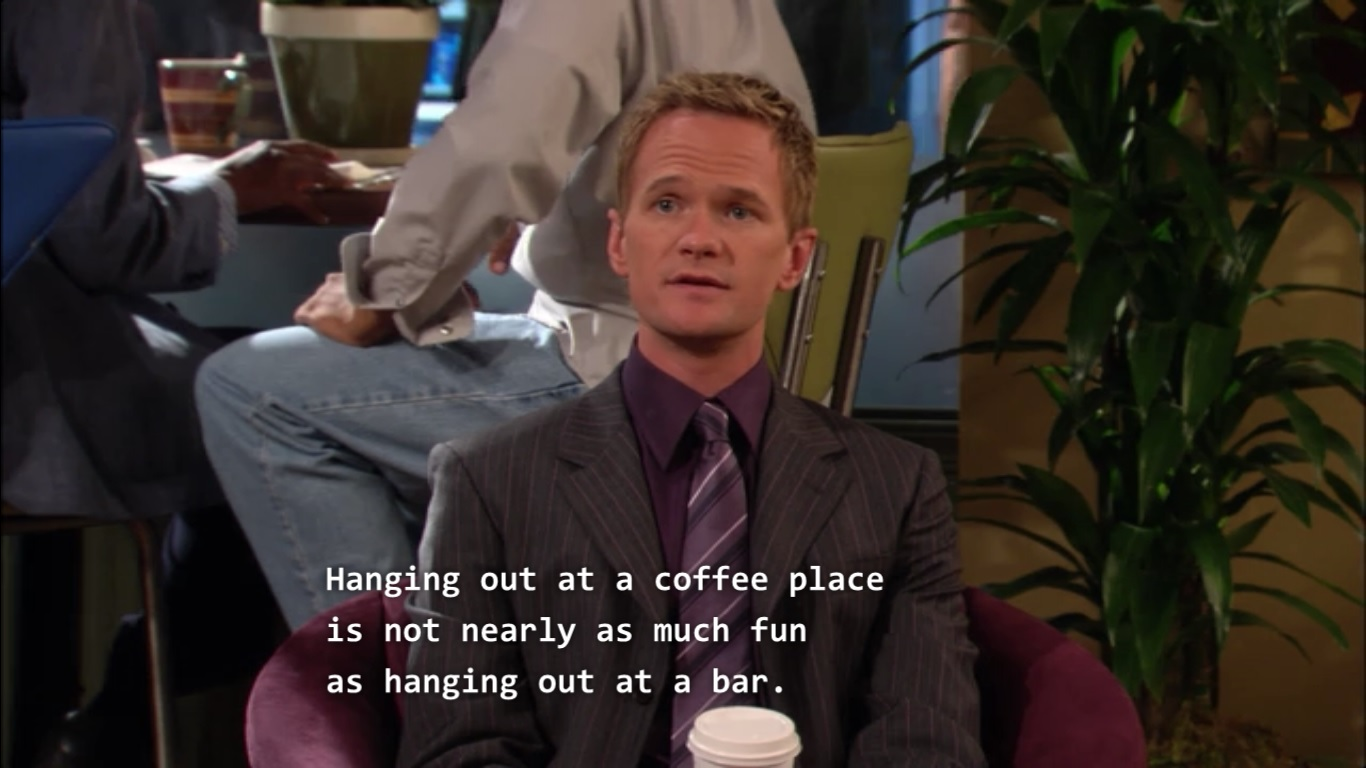 Hanging out at a coffee place
is not nearly as much fun
as hanging out at a bar.